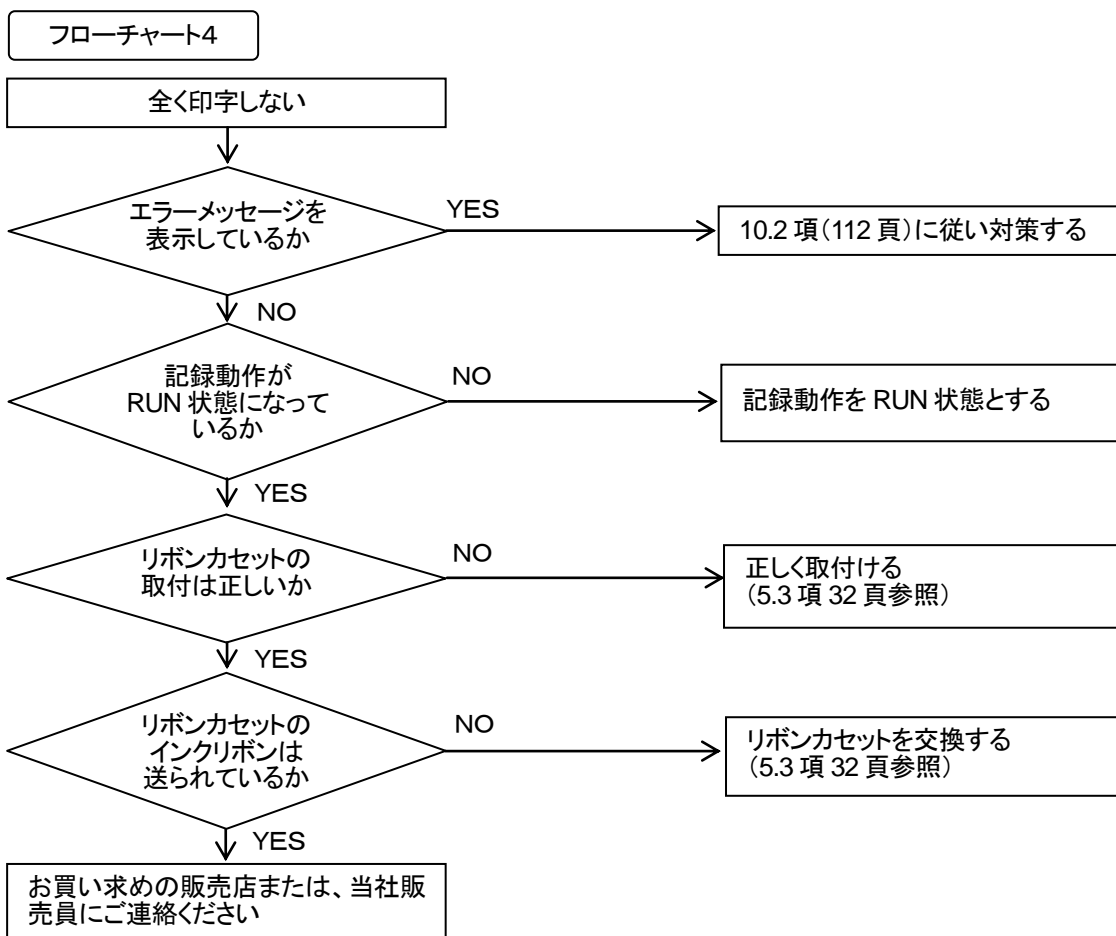 フローチャート4
全く印字しない
エラーメッセージを
表示しているか
YES
10.2 項(112 頁)に従い対策する
NO
記録動作が
RUN 状態になって
いるか
NO
記録動作を RUN 状態とする
YES
リボンカセットの
取付は正しいか
NO
正しく取付ける
(5.3 項 32 頁参照)
YES
リボンカセットの
インクリボンは
送られているか
NO
リボンカセットを交換する
(5.3 項 32 頁参照)
YES
お買い求めの販売店または、当社販
売員にご連絡ください